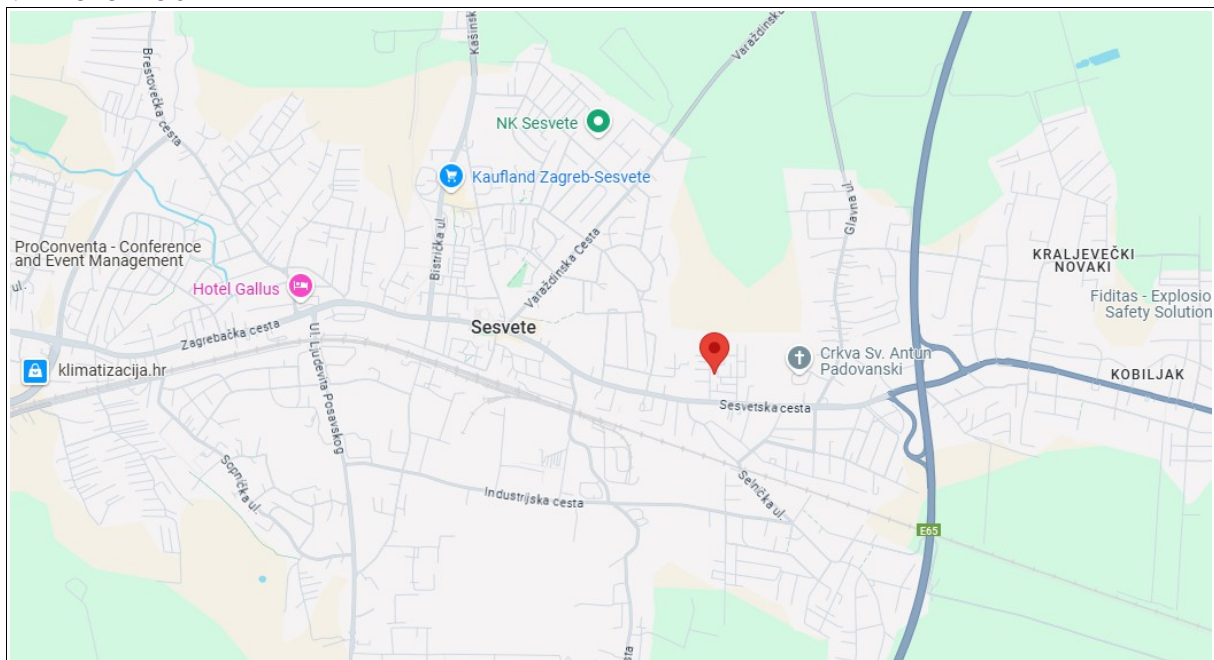 Brestovečka cesta
Kašinsk
Varaždinska
NK Sesvete
Kaufland Zagreb-Sesvete
Glavna ul.
ProConventa - Conference
and Event Management
ul.
Bistrička ul.
Varaždinska Cesta
KRALJEVEČKI
NOVAKI
Hotel Gallus
Fiditas - Explosio
Safety Solution
Zagrebačka cesta
Sesvete
klimatizacija.hr
Ul. Ljudevita Posavskog
Crkva Sv. Antun
Padovanski
KOBILJAK
Sesvetska cesta
Sopnička ul.
Industrijska cesta
Selnička ul.
E65